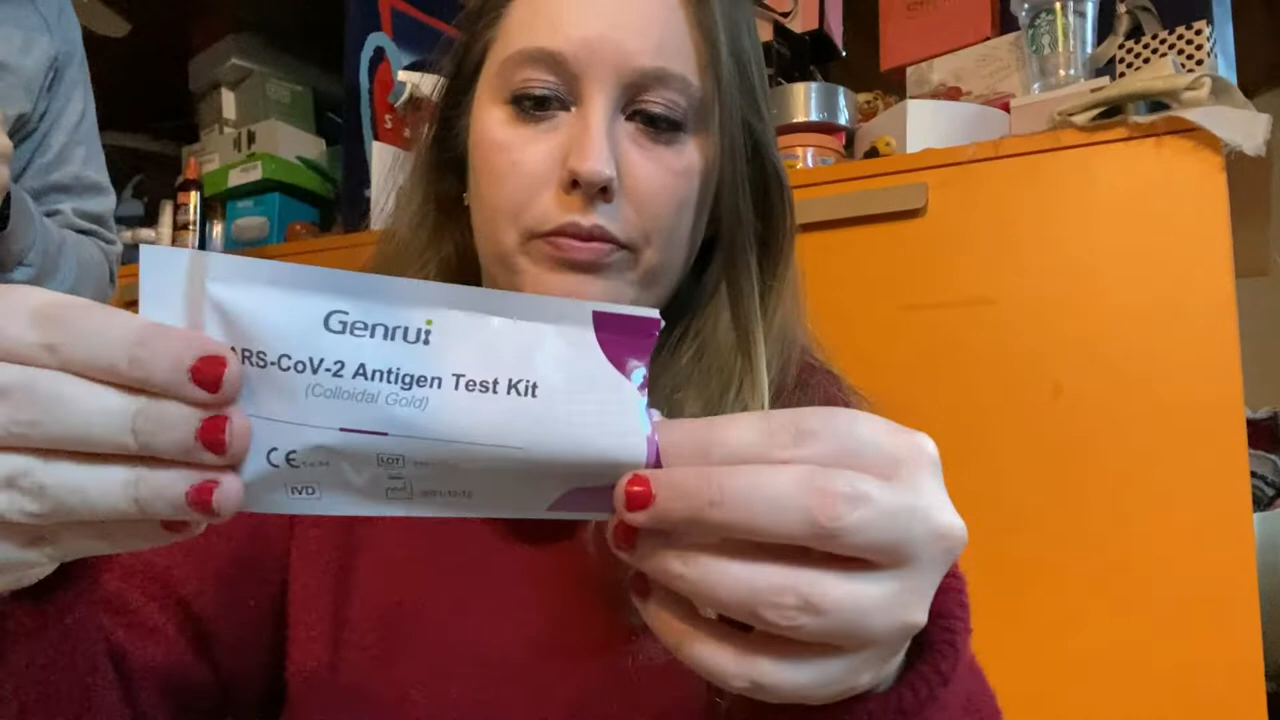 Genrui
ARS-CoV-2 Antigen Test Kit
(Colloidal Gold)
CE
LOT
IVD